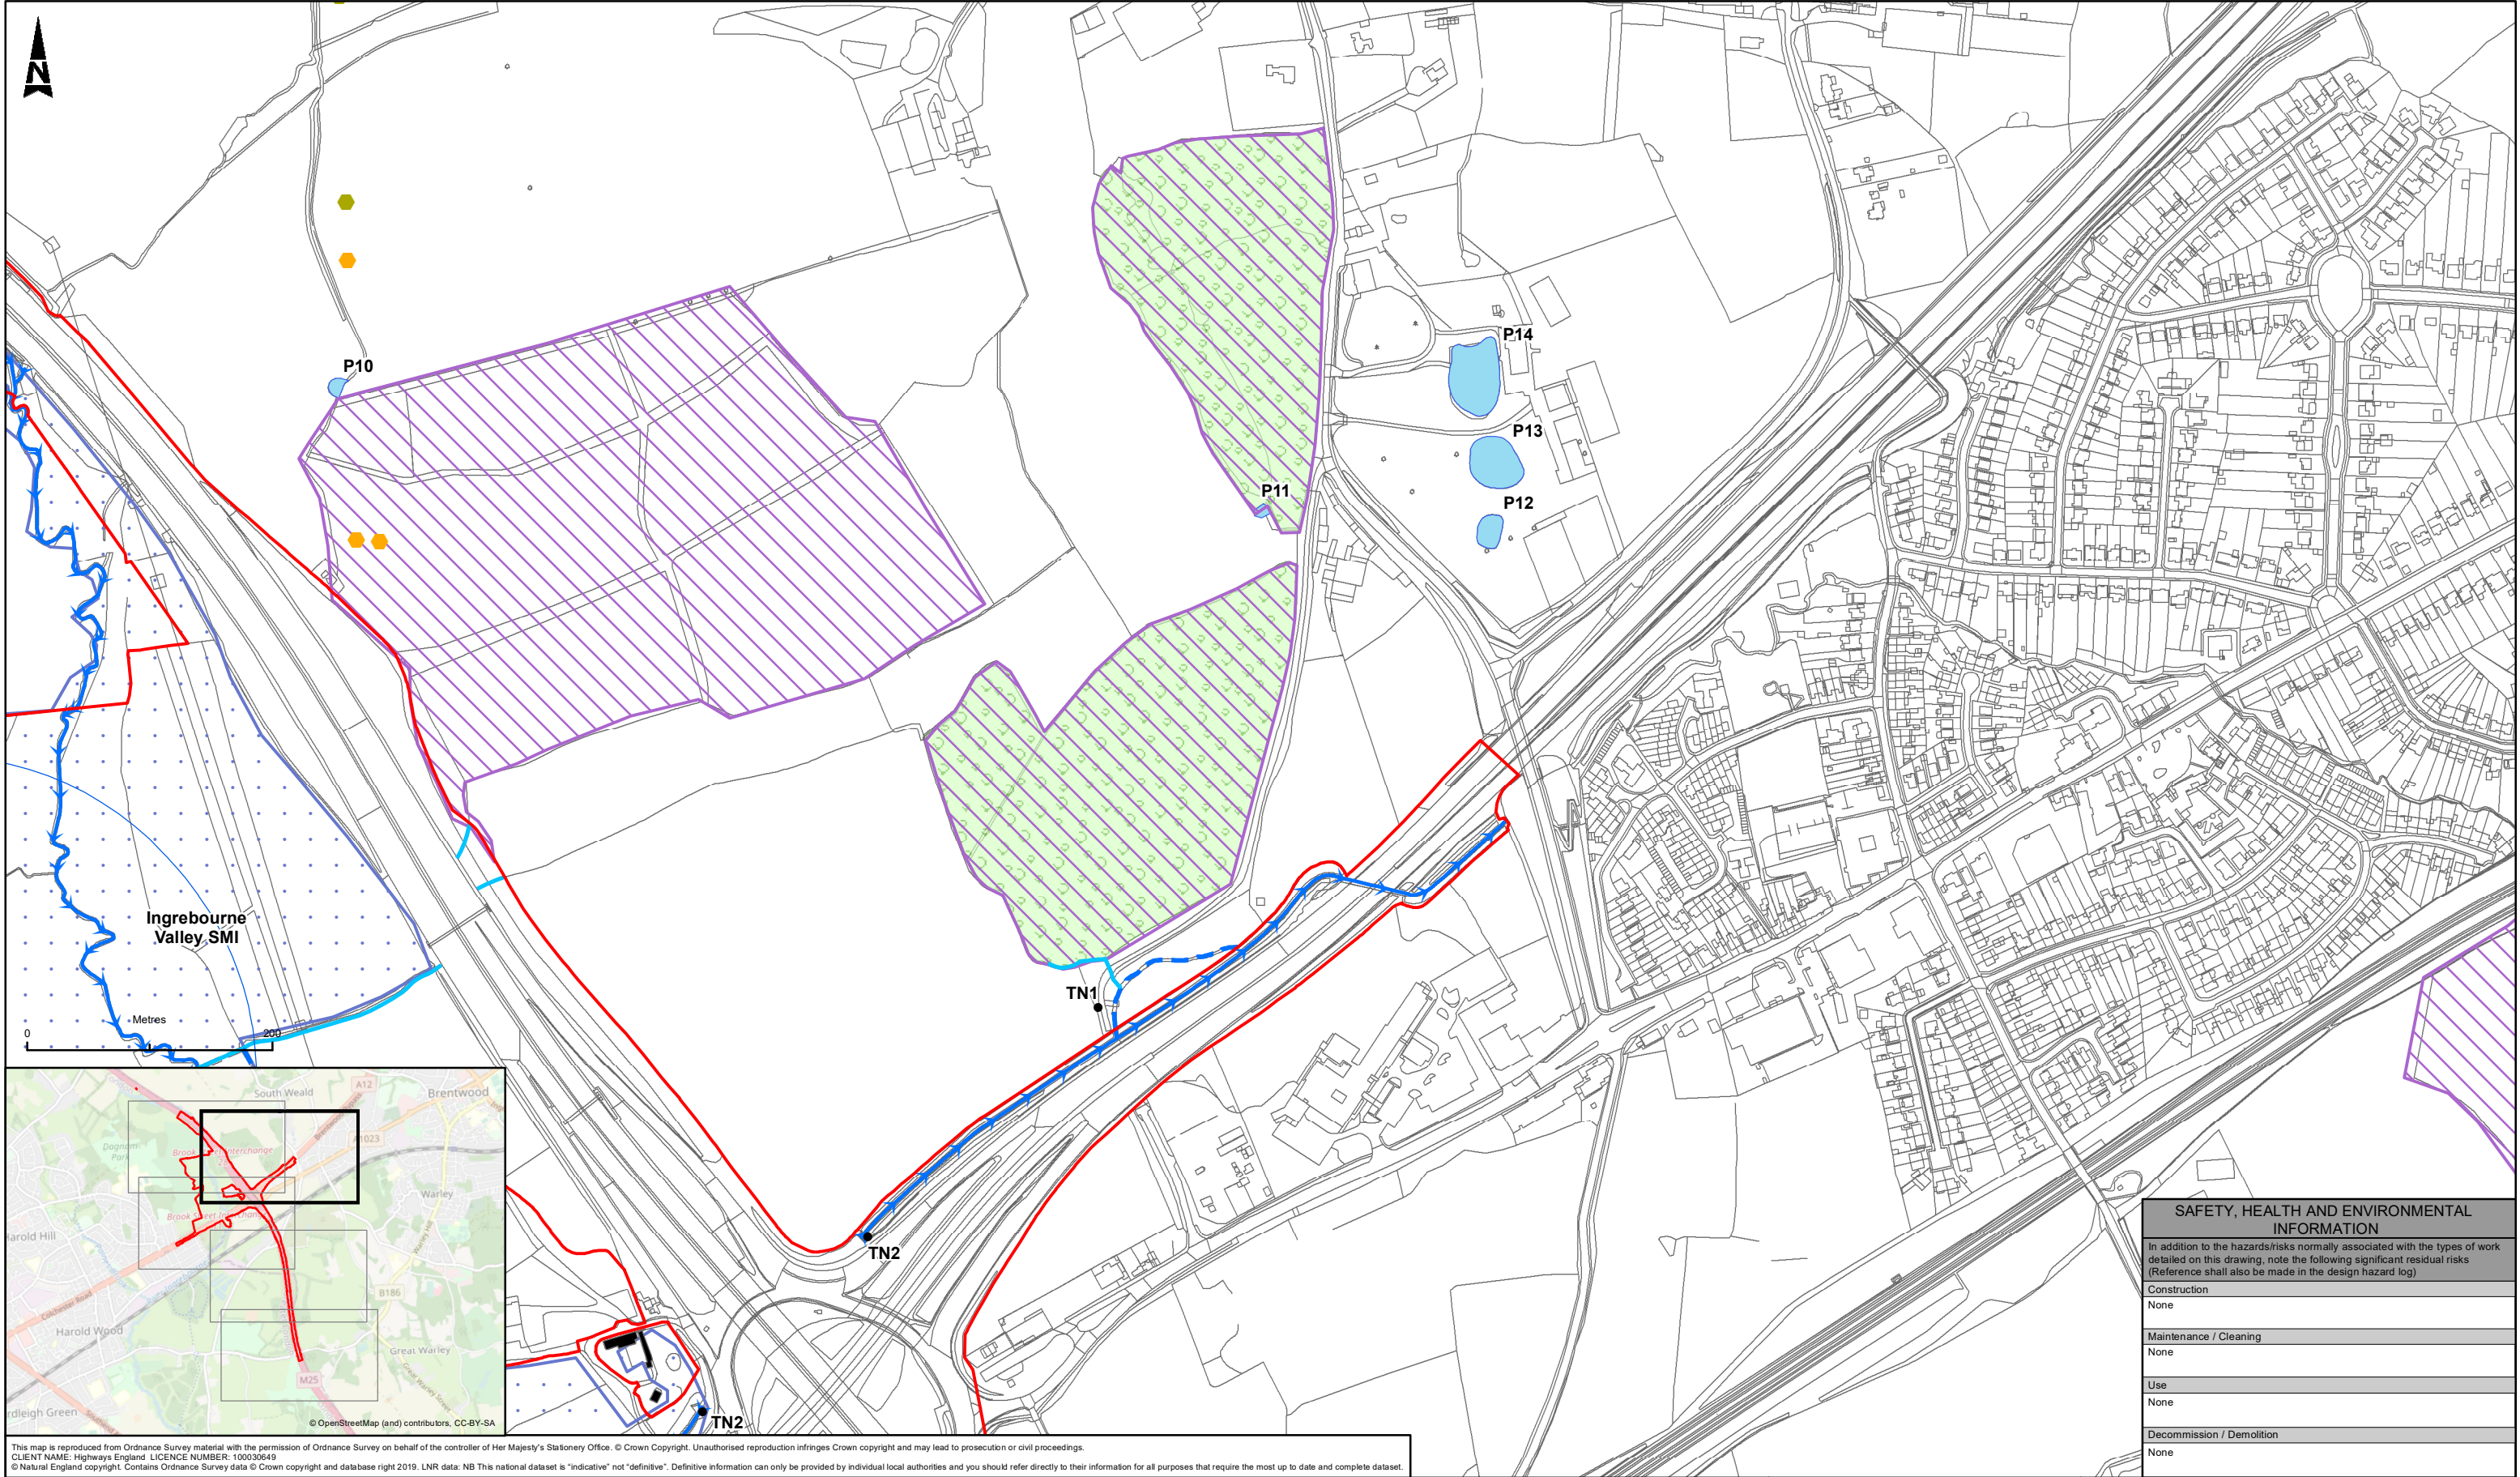 N
P10
P14
P13
P11
P12
Ingrebourne
Valley SMI
Metres
0
200
TN1
TN2
TN2
South Weald
A12
Brentwood
A1023
Dagnam
Park
Warley
Harold Hill
Colchester Road
B186
Harold Wood
Great Warley
M25
rdleigh Green
© OpenStreetMap (and) contributors, CC-BY-SA
SAFETY, HEALTH AND ENVIRONMENTAL
INFORMATION
In addition to the hazards/risks normally associated with the types of work
detailed on this drawing, note the following significant residual risks
(Reference shall also be made in the design hazard log)
Construction
None
Maintenance / Cleaning
None
Use
None
Decommission / Demolition
None
This map is reproduced from Ordnance Survey material with the permission of Ordnance Survey on behalf of the controller of Her Majesty's Stationery Office. © Crown Copyright. Unauthorised reproduction infringes Crown copyright and may lead to prosecution or civil proceedings.
CLIENT NAME: Highways England LICENCE NUMBER: 100030649
© Natural England copyright. Contains Ordnance Survey data © Crown copyright and database right 2019. LNR data: NB This national dataset is "indicative" not "definitive". Definitive information can only be provided by individual local authorities and you should refer directly to their information for all purposes that require the most up to date and complete dataset.